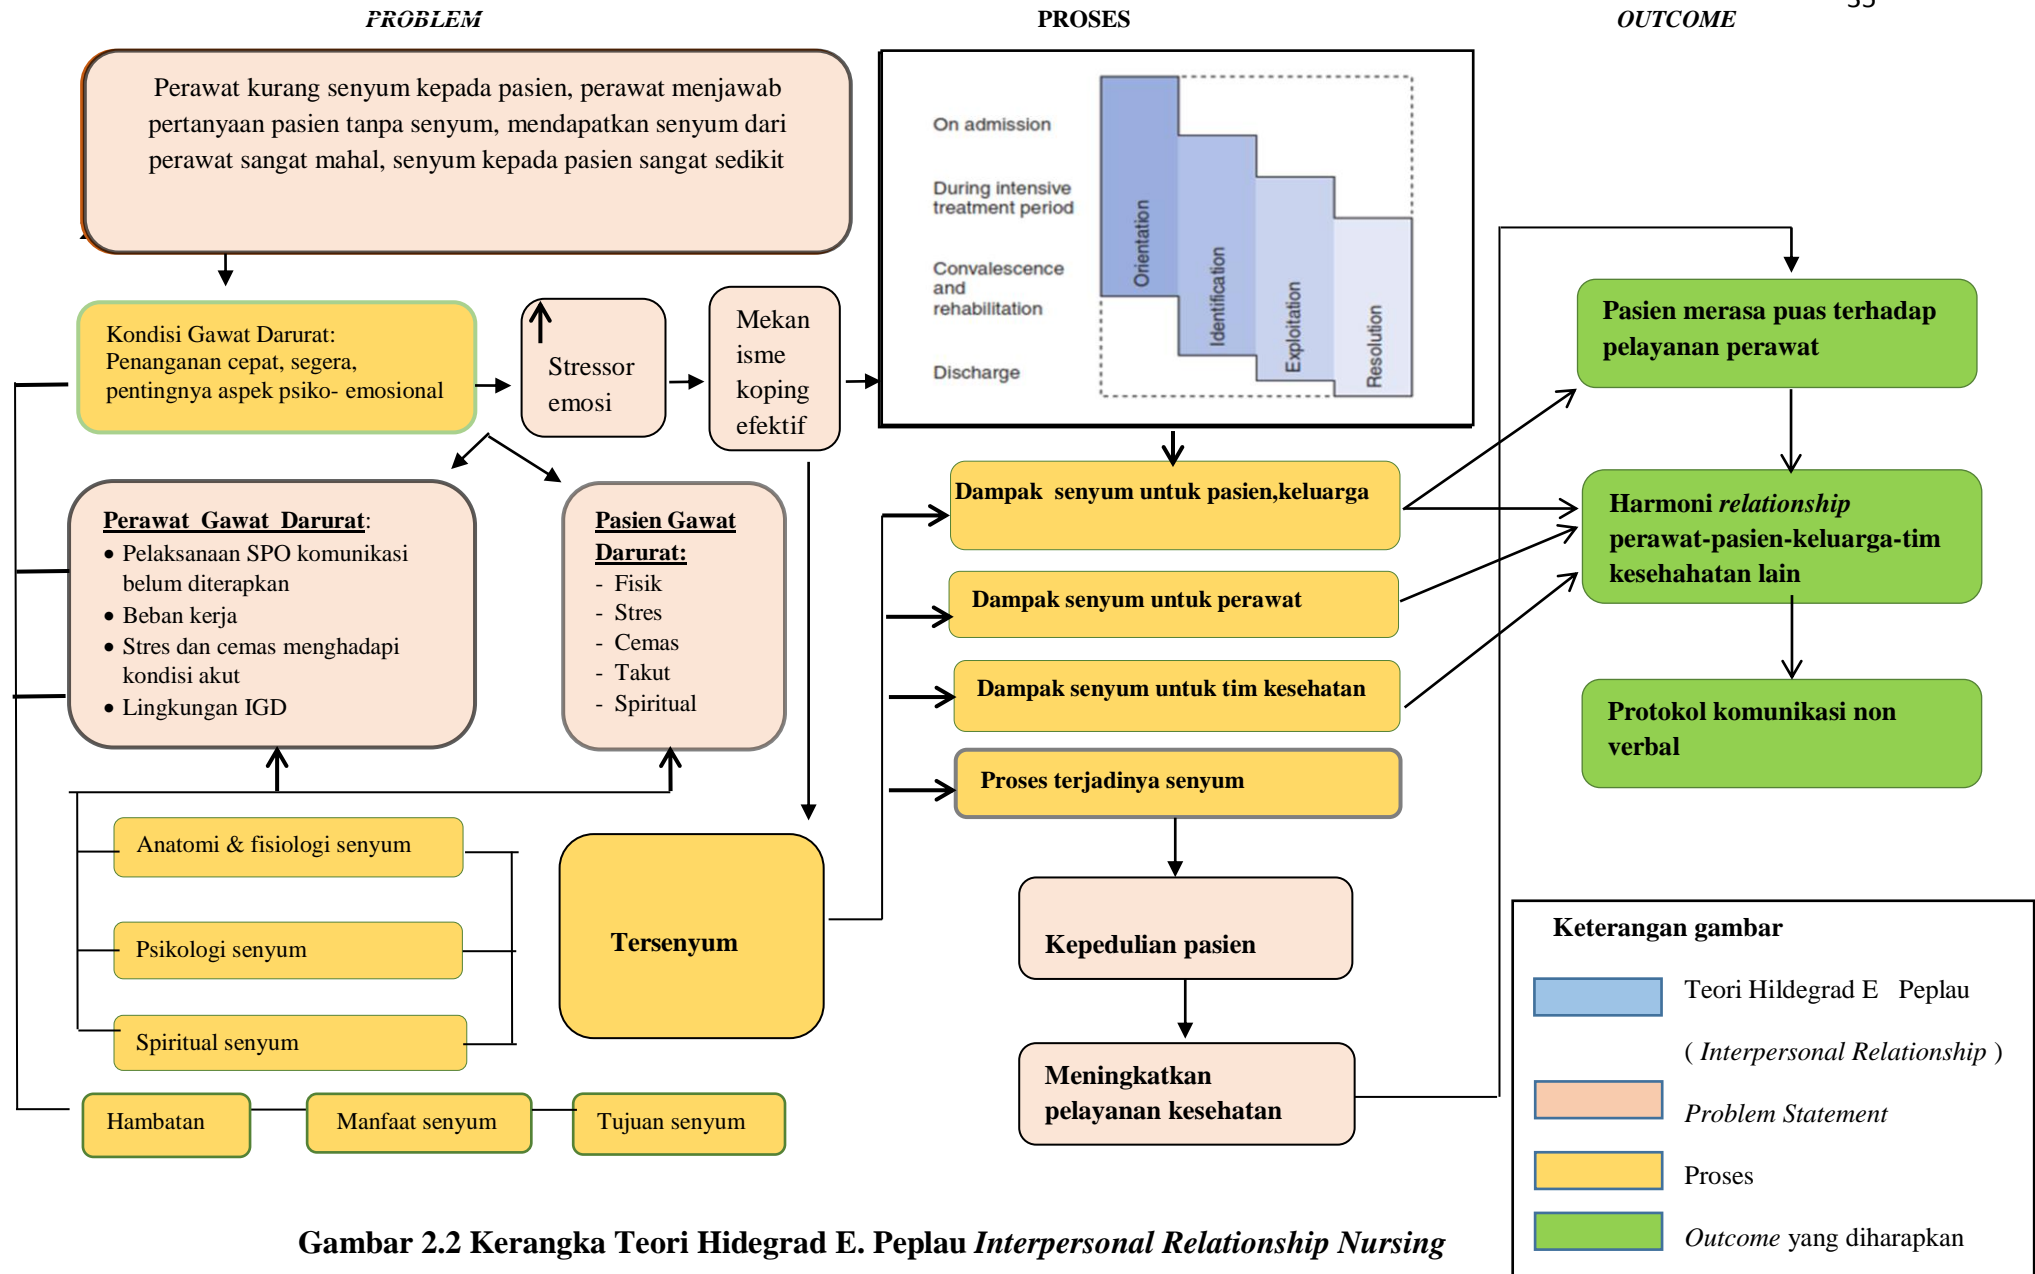 PROBLEM
PROSES
OUTCOME
Perawat kurang senyum kepada pasien, perawat menjawab
pertanyaan pasien tanpa senyum, mendapatkan senyum dari
perawat sangat mahal, senyum kepada pasien sangat sedikit
On admission
During intensive
treatment period
Convalescence
and
rehabilitation
Discharge
Orientation
Identification
Exploitation
Resolution
Kondisi Gawat Darurat:
Penanganan cepat, segera,
pentingnya aspek psiko- emosional
Stressor
emosi
Mekan
isme
koping
efektif
Perawat Gawat Darurat:
• Pelaksanaan SPO komunikasi
belum diterapkan
• Beban kerja
• Stres dan cemas menghadapi
kondisi akut
• Lingkungan IGD
Pasien Gawat
Darurat:
- Fisik
- Stres
- Cemas
- Takut
- Spiritual
Anatomi & fisiologi senyum
Psikologi senyum
Spiritual senyum
Hambatan
Manfaat senyum
Tujuan senyum
Tersenyum
Dampak senyum untuk pasien,keluarga
Dampak senyum untuk perawat
Dampak senyum untuk tim kesehatan
Proses terjadinya senyum
Kepedulian pasien
Meningkatkan
pelayanan kesehatan
Pasien merasa puas terhadap
pelayanan perawat
Harmoni relationship
perawat-pasien-keluarga-tim
kesehahatan lain
Protokol komunikasi non
verbal
Keterangan gambar
Teori Hildegrad E Peplau
( Interpersonal Relationship )
Problem Statement
Proses
Outcome yang diharapkan
Gambar 2.2 Kerangka Teori Hidegrad E. Peplau Interpersonal Relationship Nursing